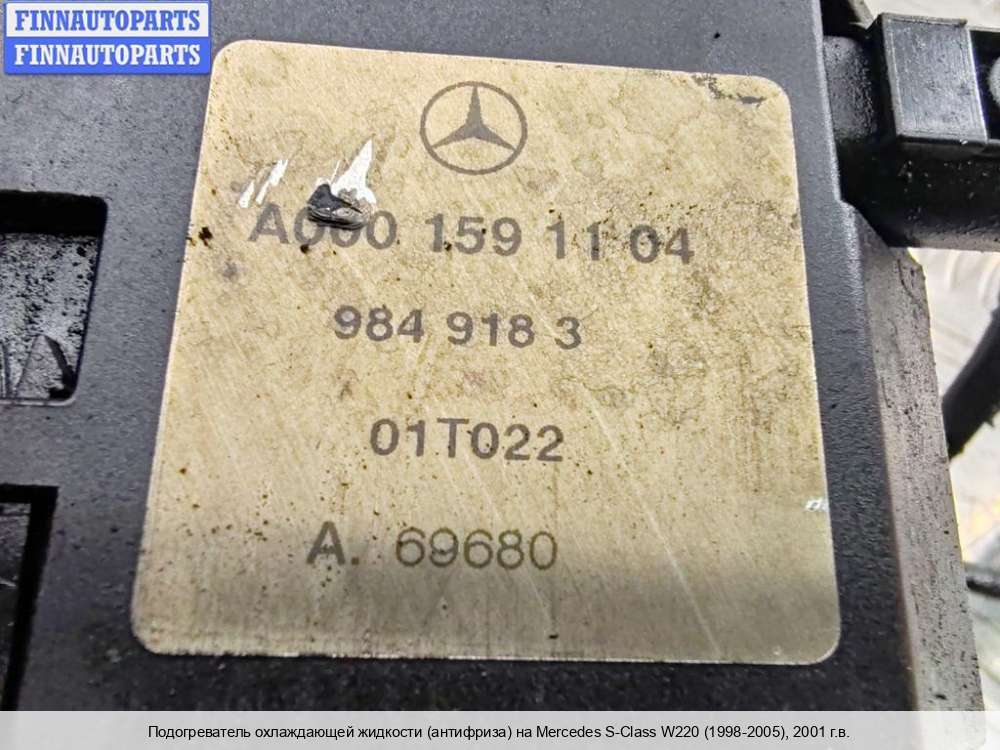 FINNAUTOPARTS
FINNAUTOPARTS
A000 159 11 04
984 918 3
01T022
A. 69680
Подогреватель охлаждающей жидкости (антифриза) на Mercedes S-Class W220 (1998-2005), 2001 г.в.